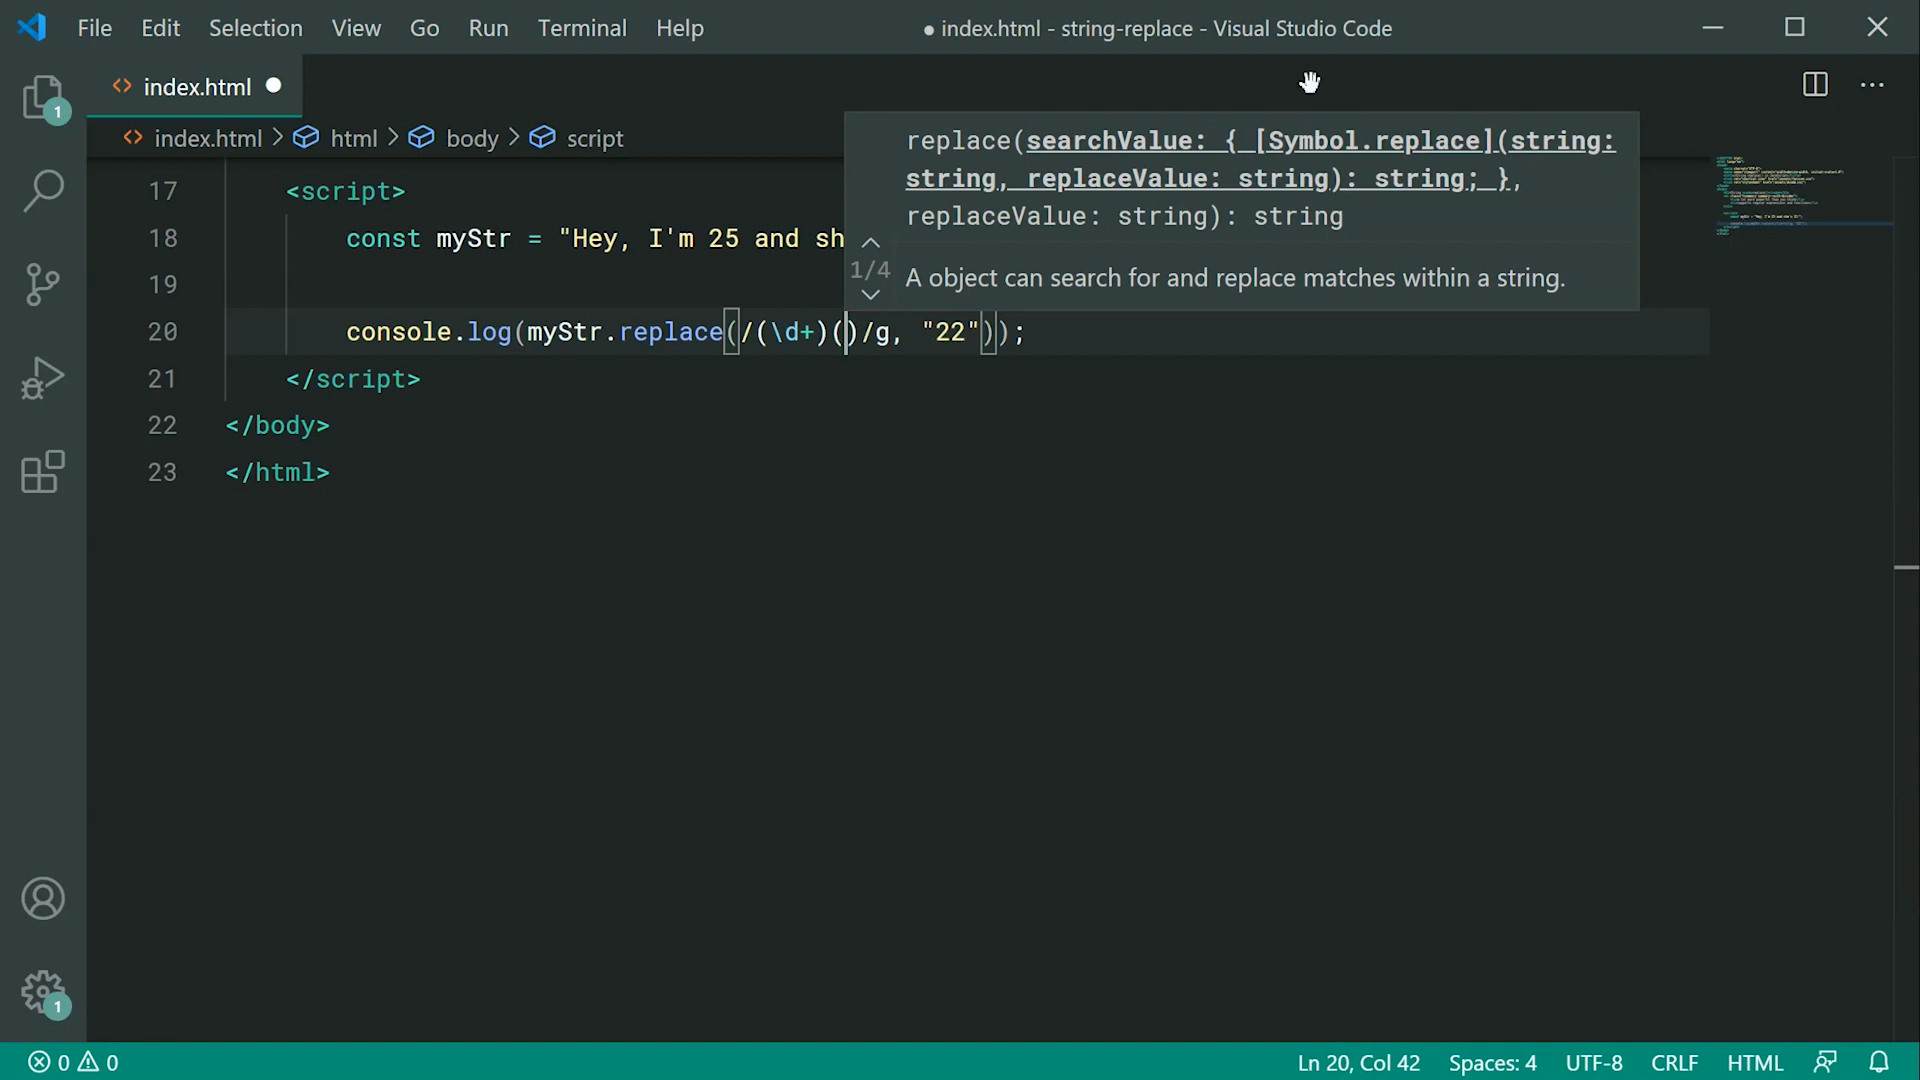 File Edit Selection View Go Run Terminal Help ● index.html - string-replace - Visual Studio Code
<> index.html ●
<> index.html > html > body > script
replace(searchValue: { [Symbol.replace](string:
string, replaceValue: string): string; },
replaceValue: string): string
1/4 A object can search for and replace matches within a string.
17 <script>
18 const myStr = "Hey, I'm 25 and sh
19
20 console.log(myStr.replace(/(\d+)()/g, "22"));
21 </script>
22 </body>
23 </html>
1
1
0 0 Ln 20, Col 42 Spaces: 4 UTF-8 CRLF HTML